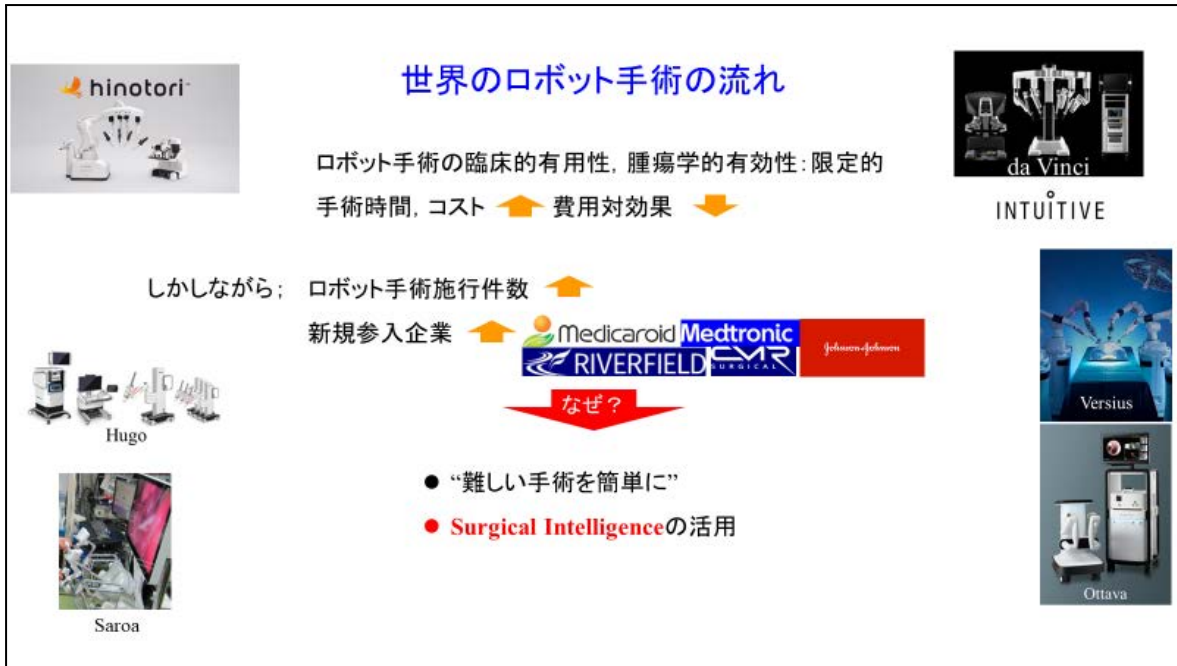 hinotori
世界のロボット手術の流れ
da Vinci
INTUITIVE
ロボット手術の臨床的有用性, 腫瘍学的有効性:限定的
手術時間, コスト 費用対効果
しかしながら; ロボット手術施行件数
新規参入企業
Medicaroid Medtronic
RIVERFIELD CMR SURGICAL
Johnson & Johnson
なぜ?
Hugo
Versius
● “難しい手術を簡単に”
● Surgical Intelligenceの活用
Saroa
Ottava